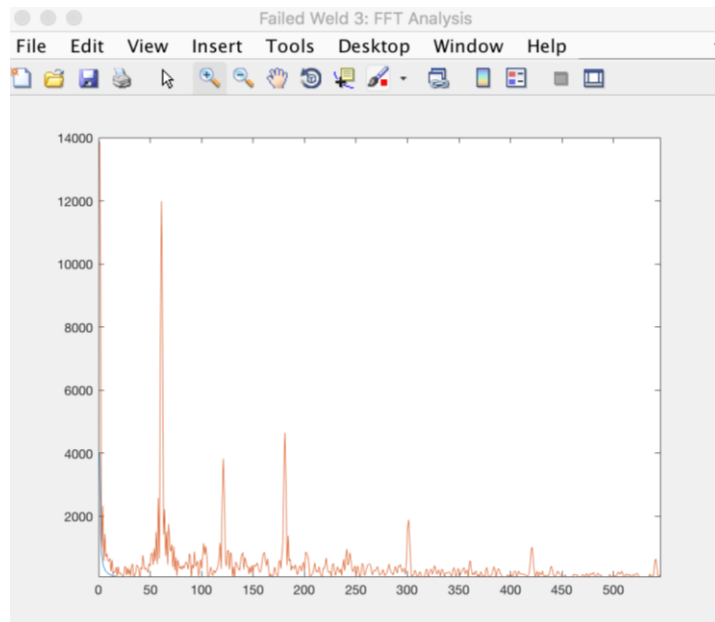 Failed Weld 3: FFT Analysis
File Edit View Insert Tools Desktop Window Help
14000
12000
10000
8000
6000
4000
2000
0 50 100 150 200 250 300 350 400 450 500